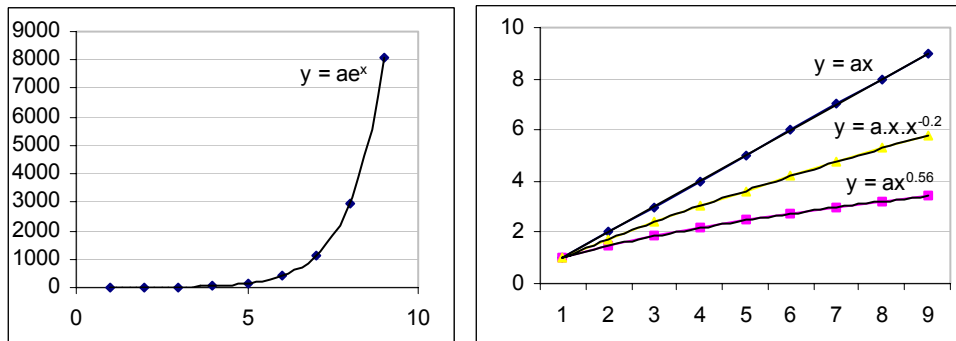 9000
8000
7000
6000
5000
4000
3000
2000
1000
0
0 5 10
y = ae^x
10
8
6
4
2
0
1 2 3 4 5 6 7 8 9
y = ax
y = a.x.x^-0.2
y = ax^0.56